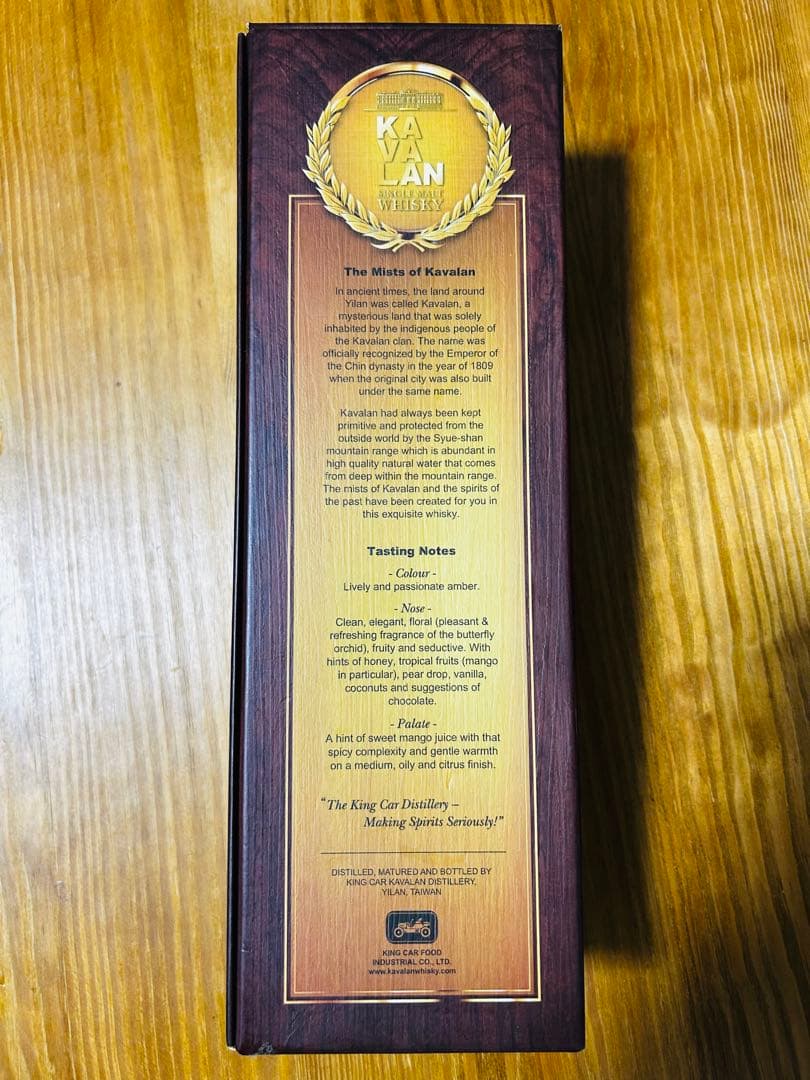 KA
VA
LAN
SINGLE MALT
WHISKY
The Mists of Kavalan
In ancient times, the land around
Yilan was called Kavalan, a
mysterious land that was solely
inhabited by the indigenous people of
the Kavalan clan. The name was
officially recognized by the Emperor of
the Chin dynasty in the year of 1809
when the original city was also built
under the same name.
Kavalan had always been kept
primitive and protected from the
outside world by the Syue-shan
mountain range which is abundant in
high quality natural water that comes
from deep within the mountain range.
The mists of Kavalan and the spirits of
the past have been created for you in
this exquisite whisky.
Tasting Notes
- Colour -
Lively and passionate amber.
- Nose -
Clean, elegant, floral (pleasant &
refreshing fragrance of the butterfly
orchid), fruity and seductive. With
hints of honey, tropical fruits (mango
in particular), pear drop, vanilla,
coconuts and suggestions of
chocolate.
- Palate -
A hint of sweet mango juice with that
spicy complexity and gentle warmth
on a medium, oily and citrus finish.
“The King Car Distillery –
Making Spirits Seriously!”
DISTILLED, MATURED AND BOTTLED BY
KING CAR KAVALAN DISTILLERY,
YILAN, TAIWAN
KING CAR FOOD
INDUSTRIAL CO., LTD.
www.kavalanwhisky.com